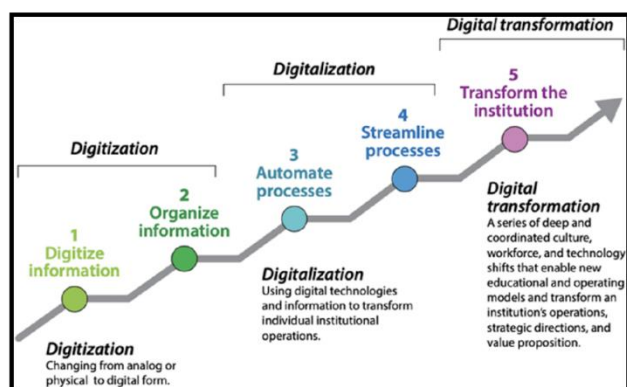 Digital transformation
Digitalization
Digitization
5
Transform the
institution
4
Streamline
processes
3
Automate
processes
2
Organize
information
1
Digitize
information
Digitization
Changing from analog or
physical to digital form.
Digitalization
Using digital technologies
and information to transform
individual institutional
operations.
Digital
transformation
A series of deep and
coordinated culture,
workforce, and technology
shifts that enable new
educational and operating
models and transform an
institution's operations,
strategic directions, and
value proposition.